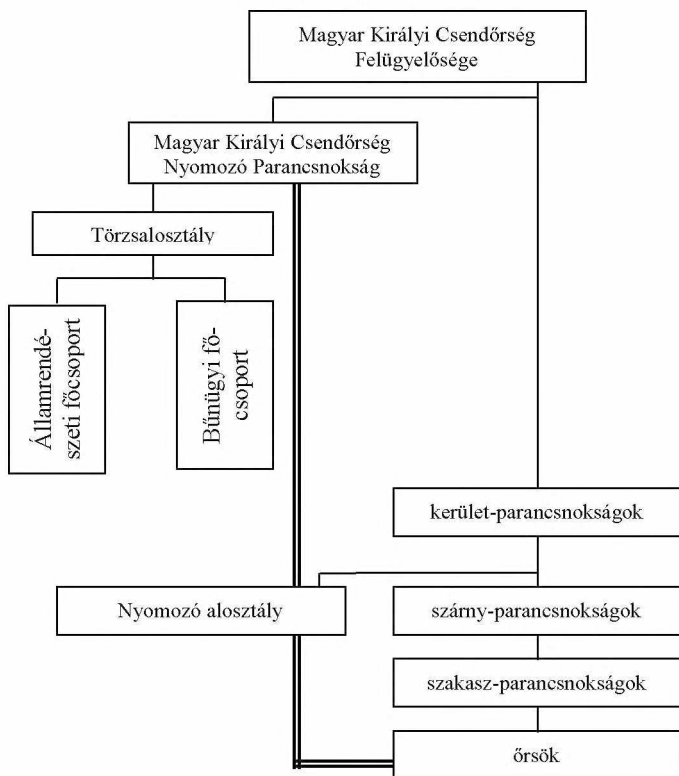 Magyar Királyi Csendőrség
Felügyelősége
Magyar Királyi Csendőrség
Nyomozó Parancsnokság
Törzsalosztály
Államrendé-
szeti főcsoport
Bűnügyi fő-
csoport
kerület-parancsnokságok
Nyomozó alosztály
szárny-parancsnokságok
szakasz-parancsnokságok
őrsök